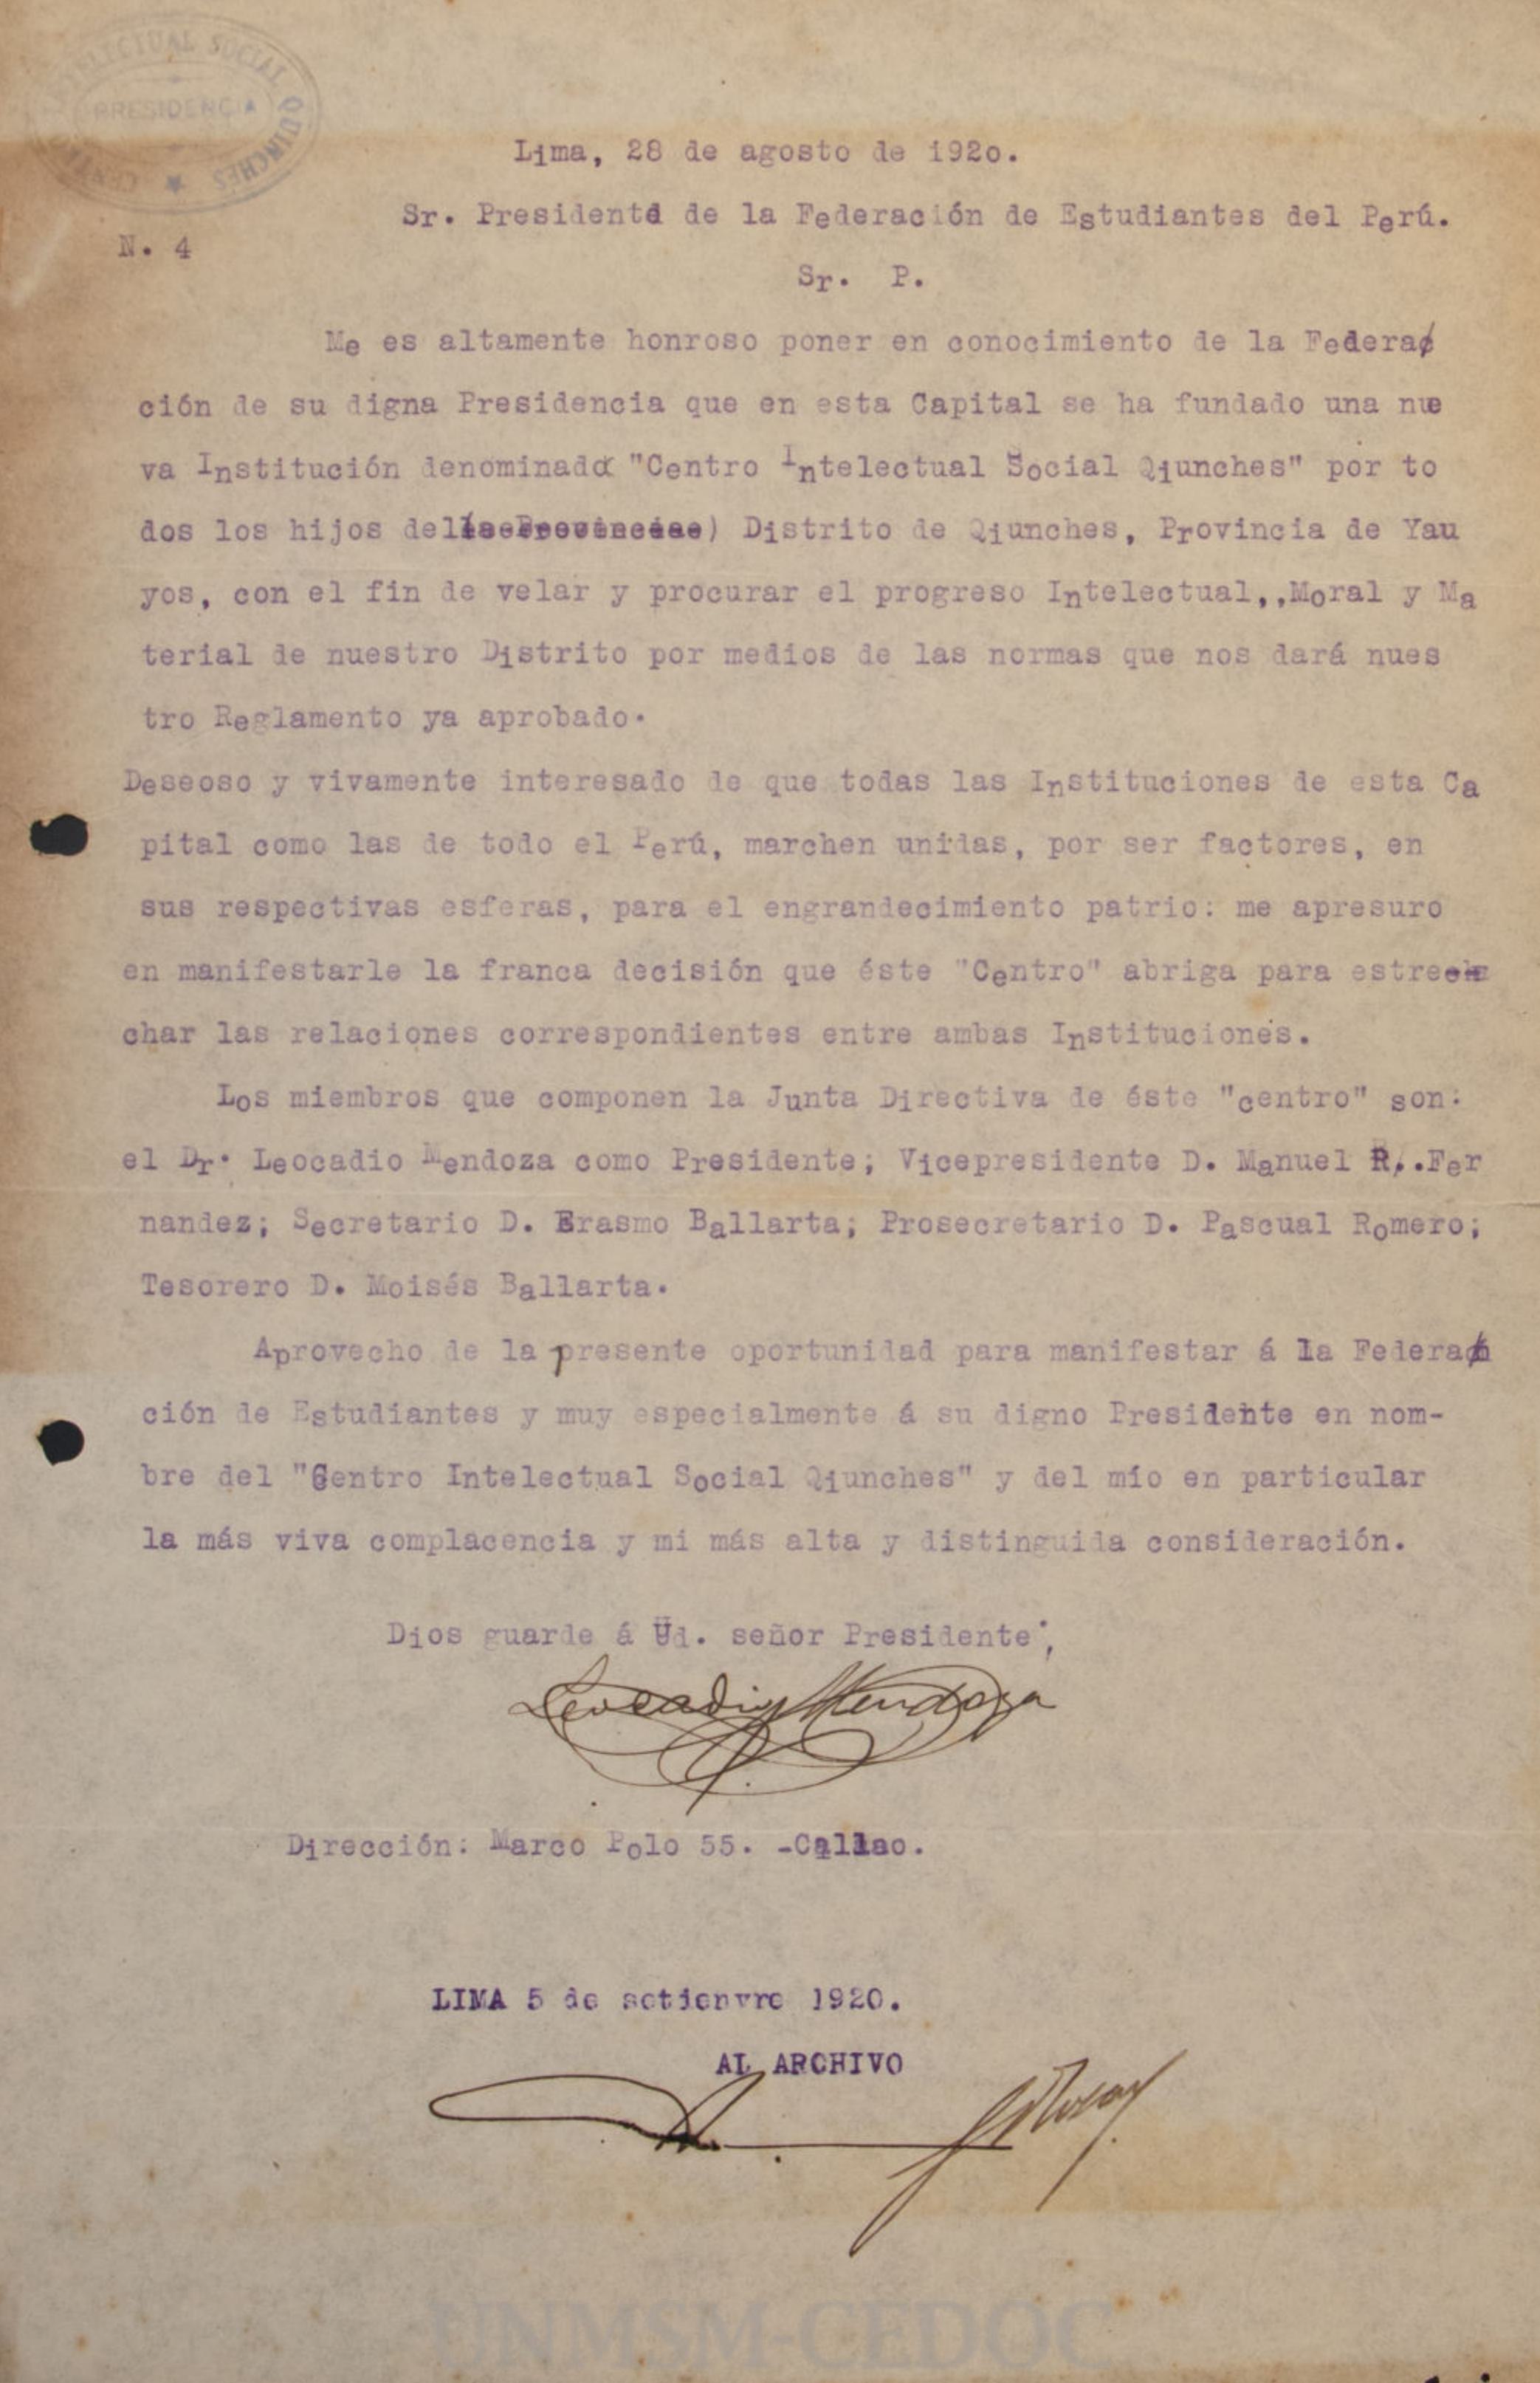 CENTRO INTELECTUAL SOCIAL QUINCHES
PRESIDENCIA
Lima, 28 de agosto de 1920.
Sr. Presidente de la Federación de Estudiantes del Perú.
N. 4
Sr. P.
Me es altamente honroso poner en conocimiento de la Federa
ción de su digna Presidencia que en esta Capital se ha fundado una nue
va Institución denominada "Centro Intelectual Social Qiunches" por to
dos los hijos del Distrito de Qiunches, Provincia de Yau
yos, con el fin de velar y procurar el progreso Intelectual,,Moral y Ma
terial de nuestro Distrito por medios de las normas que nos dará nues
tro Reglamento ya aprobado.
Deseoso y vivamente interesado de que todas las Instituciones de esta Ca
pital como las de todo el Perú, marchen unidas, por ser factores, en
sus respectivas esferas, para el engrandecimiento patrio: me apresuro
en manifestarle la franca decisión que éste "Centro" abriga para estre
char las relaciones correspondientes entre ambas Instituciones.
Los miembros que componen la Junta Directiva de éste "centro" son:
el Dr. Leocadio Mendoza como Presidente; Vicepresidente D. Manuel R..Fer
nandez; Secretario D. Erasmo Ballarta; Prosecretario D. Pascual Romero;
Tesorero D. Moisés Ballarta.
Aprovecho de la presente oportunidad para manifestar á la Federa
ción de Estudiantes y muy especialmente á su digno Presidente en nom-
bre del "Centro Intelectual Social Qiunches" y del mío en particular
la más viva complacencia y mi más alta y distinguida consideración.
Dios guarde á Ud. señor Presidente.,
Leocadio Mendoza
Dirección: Marco Polo 55. -Callao.
LIMA 5 de setienvre 1920.
AL ARCHIVO
UNMSM-CEDOC